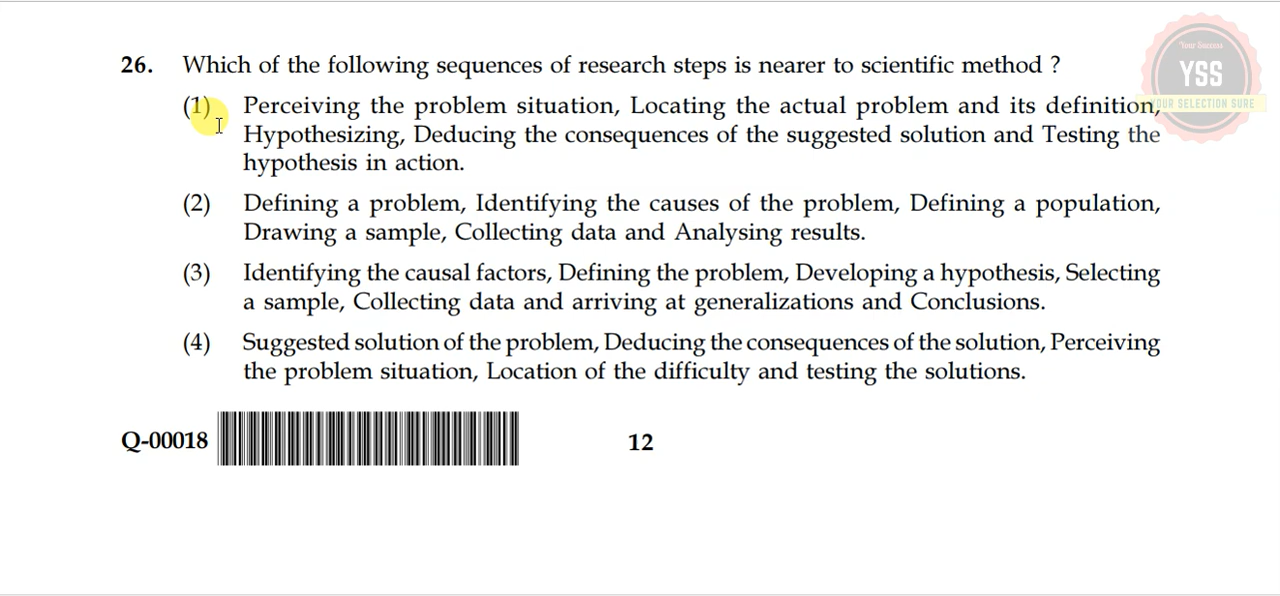 Your Success
YSS
YOUR SELECTION SURE
26. Which of the following sequences of research steps is nearer to scientific method ?
(1) Perceiving the problem situation, Locating the actual problem and its definition,
Hypothesizing, Deducing the consequences of the suggested solution and Testing the
hypothesis in action.
(2) Defining a problem, Identifying the causes of the problem, Defining a population,
Drawing a sample, Collecting data and Analysing results.
(3) Identifying the causal factors, Defining the problem, Developing a hypothesis, Selecting
a sample, Collecting data and arriving at generalizations and Conclusions.
(4) Suggested solution of the problem, Deducing the consequences of the solution, Perceiving
the problem situation, Location of the difficulty and testing the solutions.
Q-00018
12